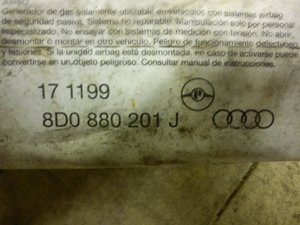 Generador de gas solamente utilizable en vehículos con sistemas airbag
de seguridad pasiva. Sistema no reparable. Manipulación solo por personal
especializado. No ensayar con sistemas de medición con tensión. No abrir,
desmontar ó montar en otro vehículo. Peligro de funcionamiento defectuoso
y lesiones. Si la unidad airbag está desmontada, en caso de activarse puede
convertirse en un objeto peligroso. Consultar manual de instrucciones.
17 1199
8D0 880 201 J